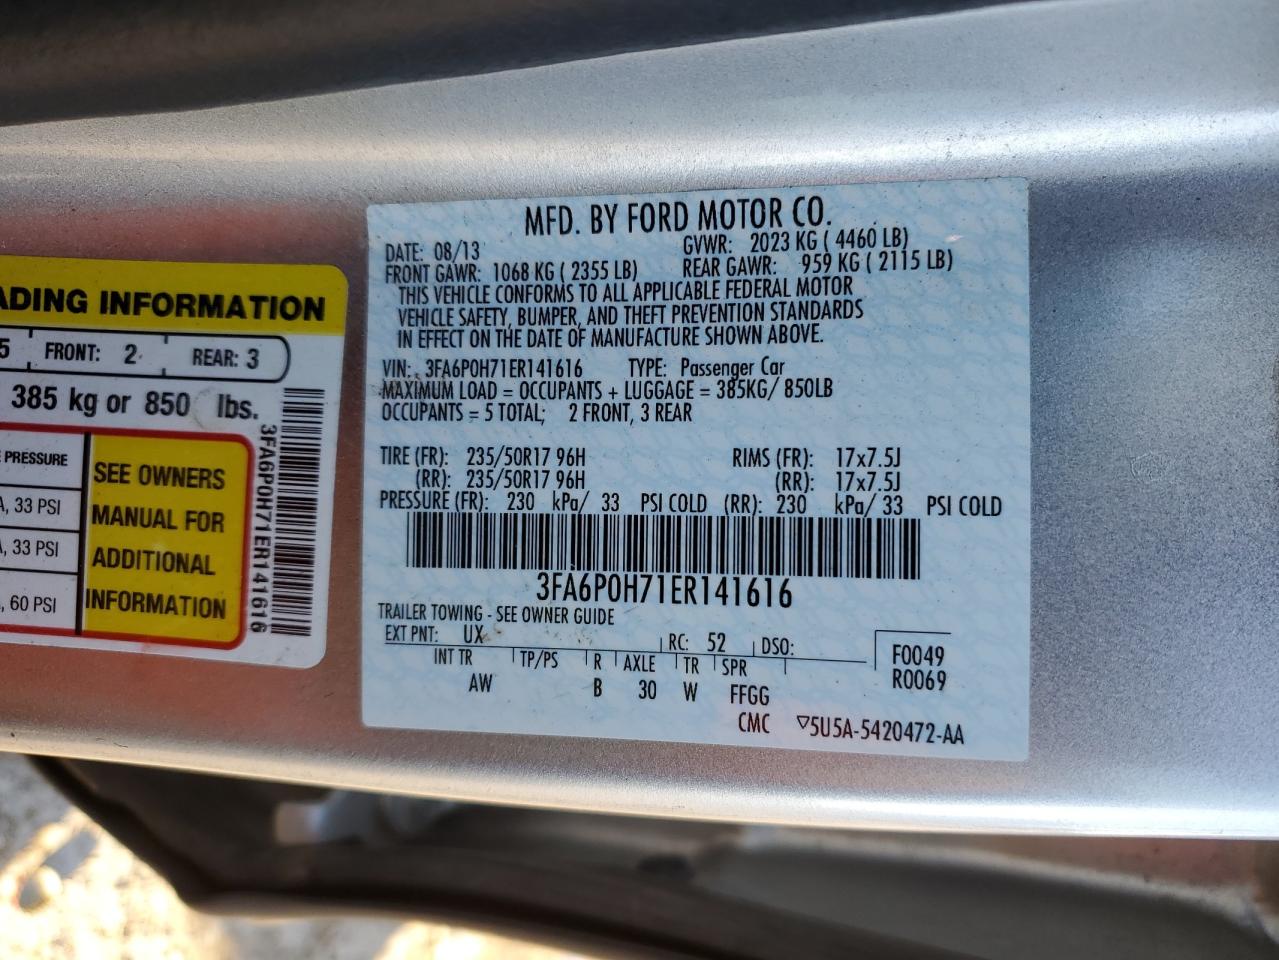 ADING INFORMATION
5 FRONT: 2 REAR: 3
385 kg or 850 lbs.
PRESSURE
, 33 PSI
, 33 PSI
, 60 PSI
SEE OWNERS
MANUAL FOR
ADDITIONAL
INFORMATION
3FA6P0H71ER141616
MFD. BY FORD MOTOR CO.
DATE: 08/13 GVWR: 2023 KG ( 4460 LB)
FRONT GAWR: 1068 KG ( 2355 LB) REAR GAWR: 959 KG ( 2115 LB)
THIS VEHICLE CONFORMS TO ALL APPLICABLE FEDERAL MOTOR
VEHICLE SAFETY, BUMPER, AND THEFT PREVENTION STANDARDS
IN EFFECT ON THE DATE OF MANUFACTURE SHOWN ABOVE.
VIN: 3FA6P0H71ER141616 TYPE: Passenger Car
MAXIMUM LOAD = OCCUPANTS + LUGGAGE = 385KG/ 850LB
OCCUPANTS = 5 TOTAL; 2 FRONT, 3 REAR
TIRE (FR): 235/50R17 96H RIMS (FR): 17x7.5J
(RR): 235/50R17 96H (RR): 17x7.5J
PRESSURE (FR): 230 kPa/ 33 PSI COLD (RR): 230 kPa/ 33 PSI COLD
3FA6P0H71ER141616
TRAILER TOWING - SEE OWNER GUIDE
EXT PNT: UX RC: 52 DSO: F0049
INT TR TP/PS R AXLE TR SPR R0069
AW B 30 W FFGG
CMC ▽5U5A-5420472-AA